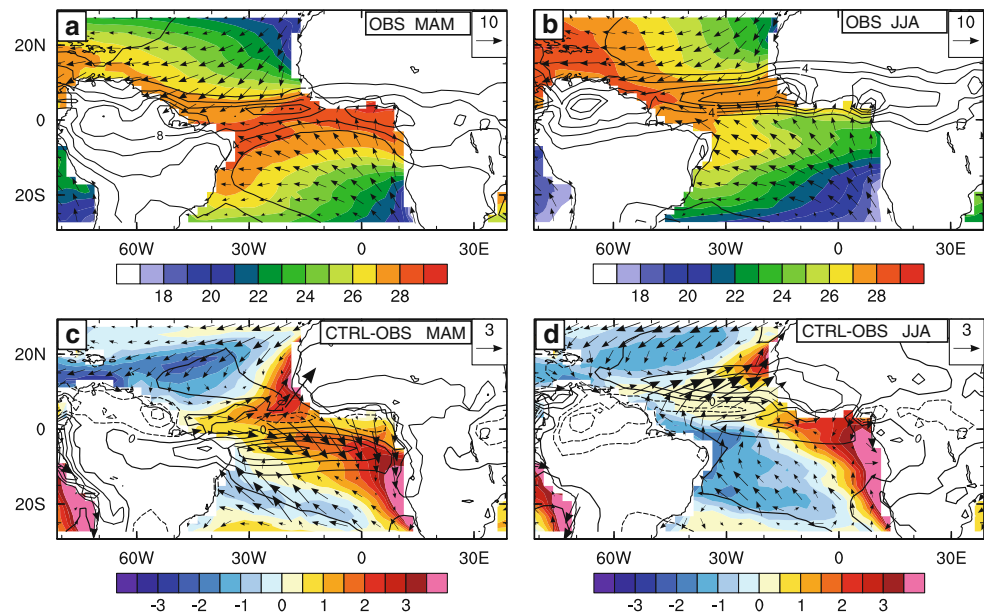 a OBS MAM 10
b OBS JJA 10
20N
0
20S
8
4
4
60W 30W 0 30E
60W 30W 0 30E
18 20 22 24 26 28
18 20 22 24 26 28
c CTRL-OBS MAM 3
d CTRL-OBS JJA 3
20N
0
20S
20N
0
20S
60W 30W 0 30E
60W 30W 0 30E
-3 -2 -1 0 1 2 3
-3 -2 -1 0 1 2 3